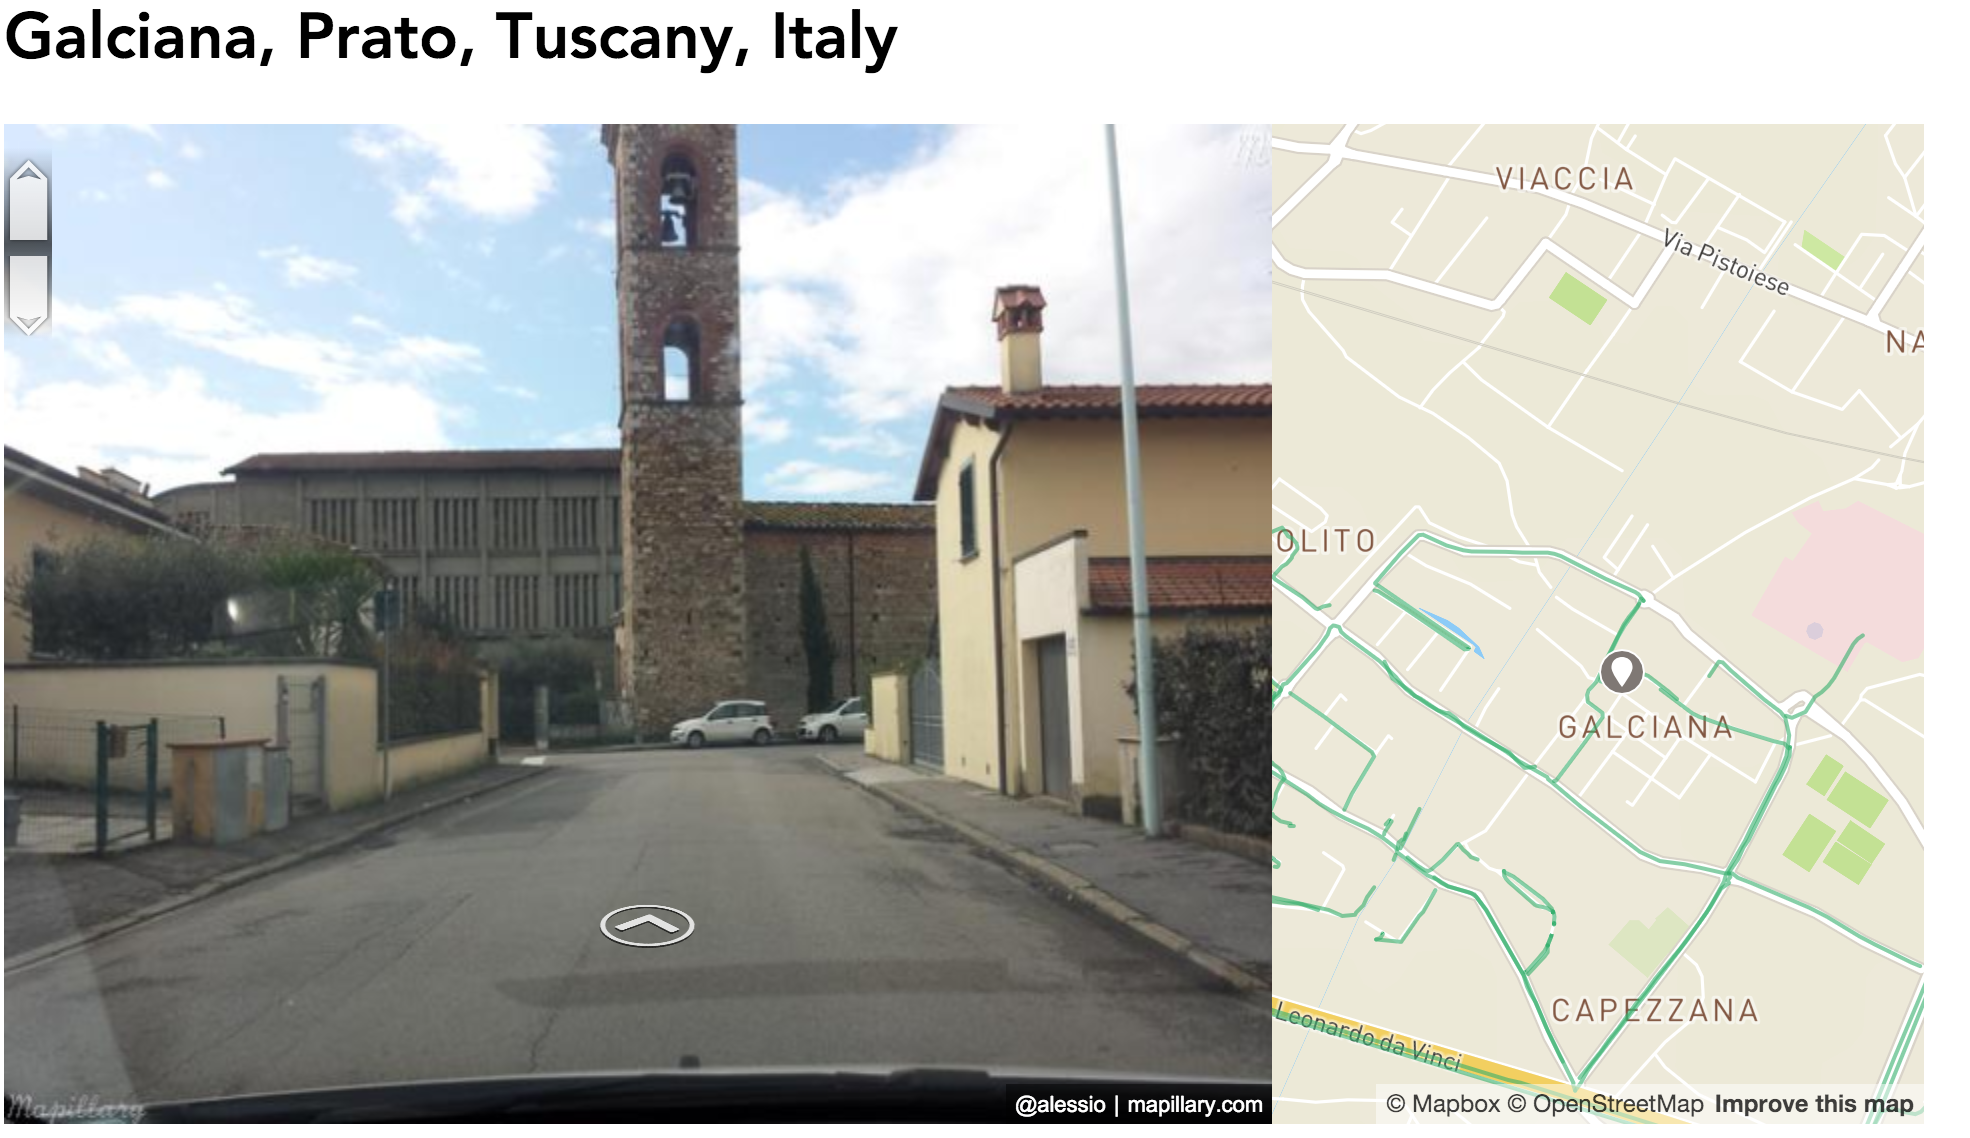 Galciana, Prato, Tuscany, Italy
Mapillary
@alessio | mapillary.com
VIACCIA
Via Pistoiese
NA
OLITO
GALCIANA
CAPEZZANA
Leonardo da Vinci
© Mapbox © OpenStreetMap Improve this map